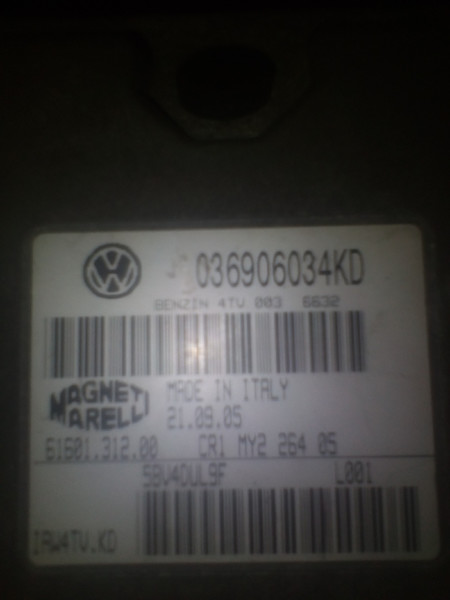 036906034KD
BENZIN 4TV 003 6632
MAGNETI MARELLI
MADE IN ITALY
21.09.05
61601.312.00 CR1 MY2 264 05
5BV4DUL9F L001
IAW4TV.KD